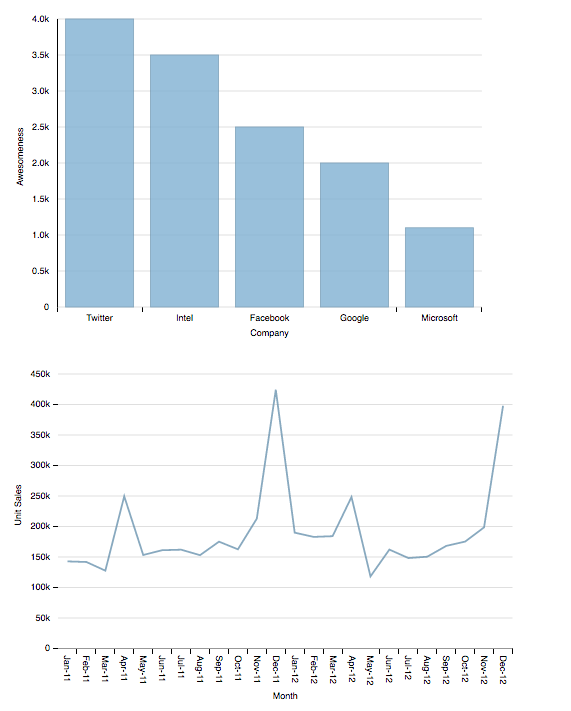 4.0k
3.5k
3.0k
2.5k
2.0k
1.5k
1.0k
0.5k
0
Awesomeness
Twitter Intel Facebook Google Microsoft
Company
450k
400k
350k
300k
250k
200k
150k
100k
50k
0
Unit Sales
Jan-11 Feb-11 Mar-11 Apr-11 May-11 Jun-11 Jul-11 Aug-11 Sep-11 Oct-11 Nov-11 Dec-11 Jan-12 Feb-12 Mar-12 Apr-12 May-12 Jun-12 Jul-12 Aug-12 Sep-12 Oct-12 Nov-12 Dec-12
Month